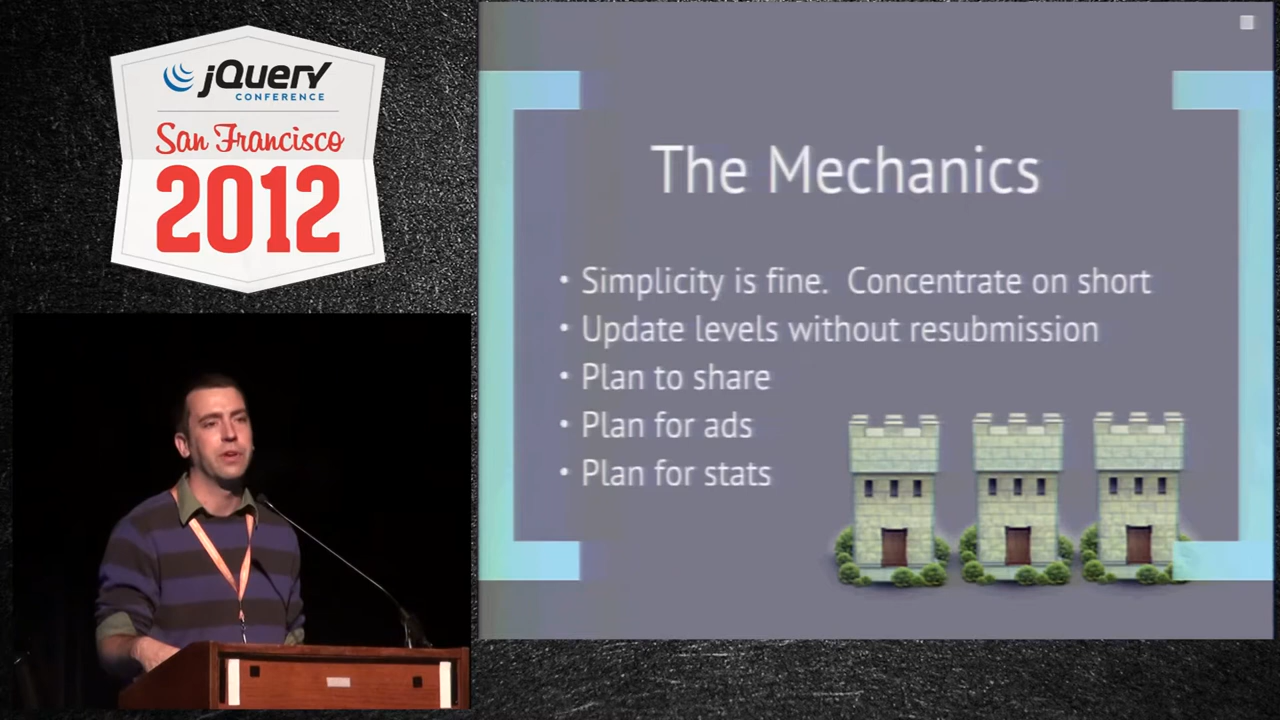 jQuery
CONFERENCE
San Francisco
2012
The Mechanics
• Simplicity is fine.  Concentrate on short
• Update levels without resubmission
• Plan to share
• Plan for ads
• Plan for stats